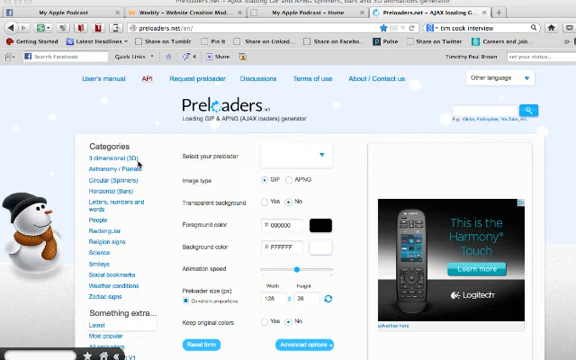 My Apple Podcast
Weebly - Website Creation Mad...
My Apple Podcast - Home
Preloaders.net - AJAX loading G...
preloaders.net/en/
tim cook interview
Getting Started
Latest Headlines
Share on Tumblr
Pin It
Share on Linked...
Share on Facebo...
Pulse
Share on Twitter
Careers and Job...
Search Facebook
Quick Links
Share
Timothy Paul Brown
set your status...
User's manual
API
Request preloader
Discussions
Terms of use
About / Contact us
Other language
Preloaders.net
Loading GIF & APNG (AJAX loaders) generator
Categories
3 dimensional (3D)
Astronomy / Planets
Circular (Spinners)
Horizontal (Bars)
Letters, numbers and
words
People
Rectangular
Religion signs
Science
Smileys
Social bookmarks
Weather conditions
Zodiac signs
Something extra...
Latest
Most popular
Select your preloader
Image type
GIF
APNG
Transparent background
Yes
No
Foreground color
# 000000
Background color
# FFFFFF
Animation speed
Preloader size (px)
Constrain proportions
Width
Height
128
26
Keep original colors
Yes
No
Reset form
Advanced options
This is the
Harmony
Touch
Learn more
Logitech
advertise here